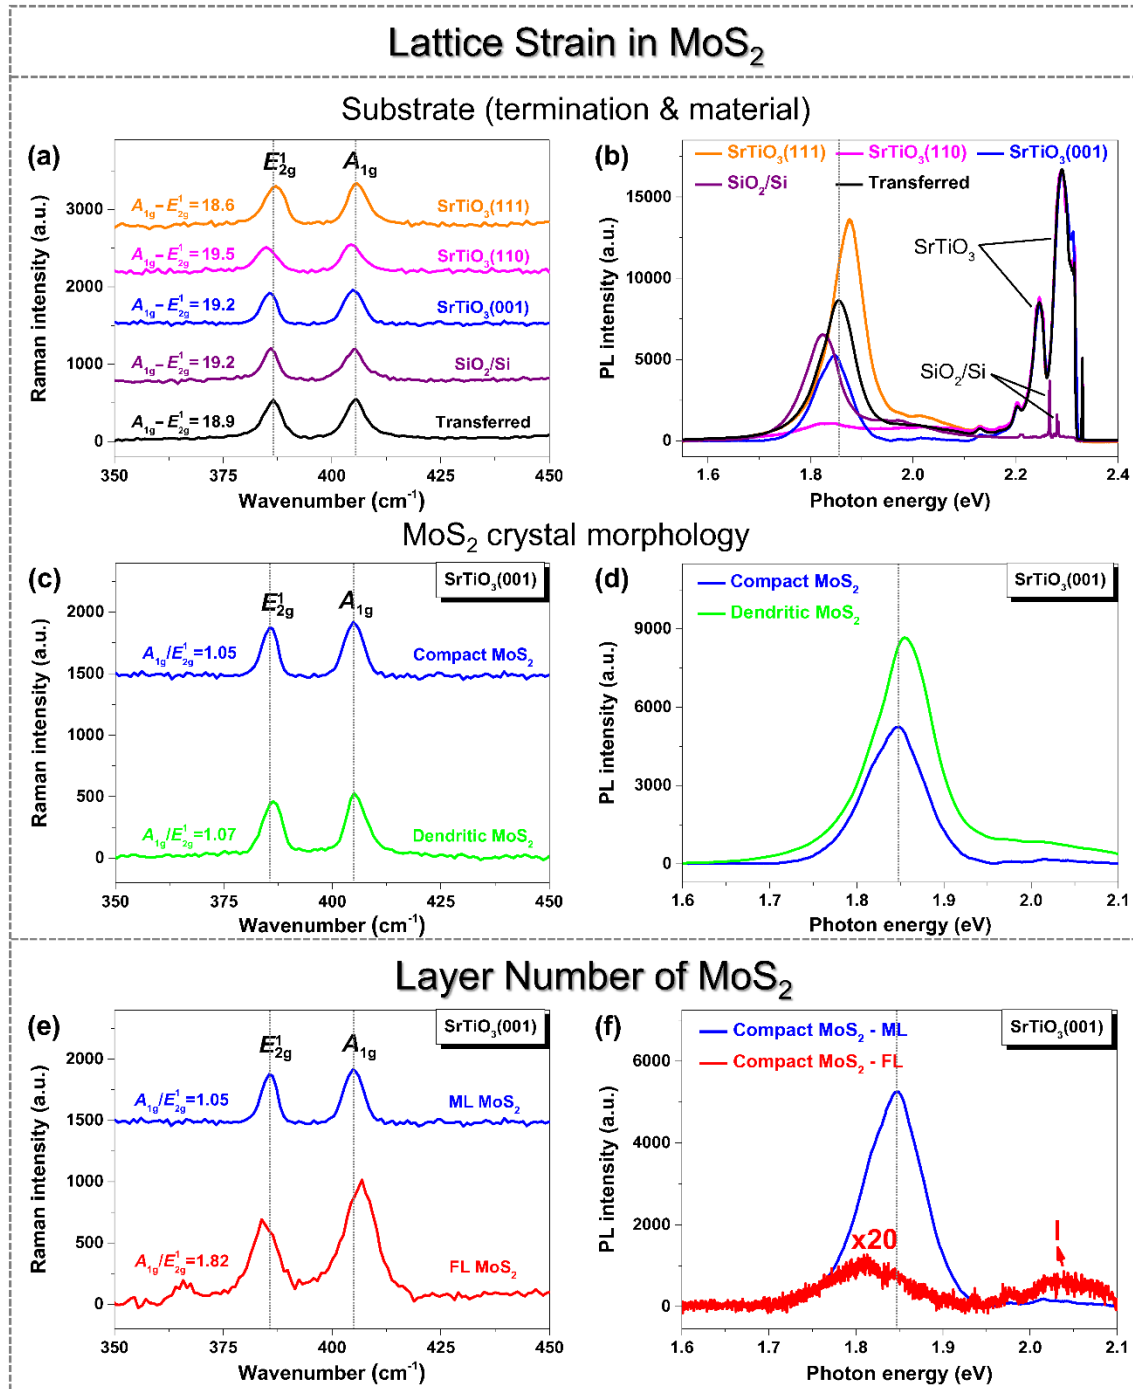 Lattice Strain in MoS₂
Substrate (termination & material)
(a)
E¹₂g
A₁g
A₁g−E¹₂g=18.6
SrTiO₃(111)
A₁g−E¹₂g=19.5
SrTiO₃(110)
A₁g−E¹₂g=19.2
SrTiO₃(001)
A₁g−E¹₂g=19.2
SiO₂/Si
A₁g−E¹₂g=18.9
Transferred
Raman intensity (a.u.)
3000
2000
1000
0
350 375 400 425 450
Wavenumber (cm⁻¹)
(b)
SrTiO₃(111) SrTiO₃(110) SrTiO₃(001)
SiO₂/Si Transferred
SrTiO₃
SiO₂/Si
PL intensity (a.u.)
15000
10000
5000
0
1.6 1.8 2.0 2.2 2.4
Photon energy (eV)
MoS₂ crystal morphology
(c)
SrTiO₃(001)
E¹₂g
A₁g
A₁g/E¹₂g=1.05
Compact MoS₂
A₁g/E¹₂g=1.07
Dendritic MoS₂
Raman intensity (a.u.)
2000
1500
1000
500
0
350 375 400 425 450
Wavenumber (cm⁻¹)
(d)
Compact MoS₂
Dendritic MoS₂
SrTiO₃(001)
PL intensity (a.u.)
9000
6000
3000
0
1.6 1.7 1.8 1.9 2.0 2.1
Photon energy (eV)
Layer Number of MoS₂
(e)
SrTiO₃(001)
E¹₂g
A₁g
A₁g/E¹₂g=1.05
ML MoS₂
A₁g/E¹₂g=1.82
FL MoS₂
Raman intensity (a.u.)
2000
1500
1000
500
0
350 375 400 425 450
Wavenumber (cm⁻¹)
(f)
Compact MoS₂ - ML
Compact MoS₂ - FL
SrTiO₃(001)
x20
I
PL intensity (a.u.)
6000
4000
2000
0
1.6 1.7 1.8 1.9 2.0 2.1
Photon energy (eV)